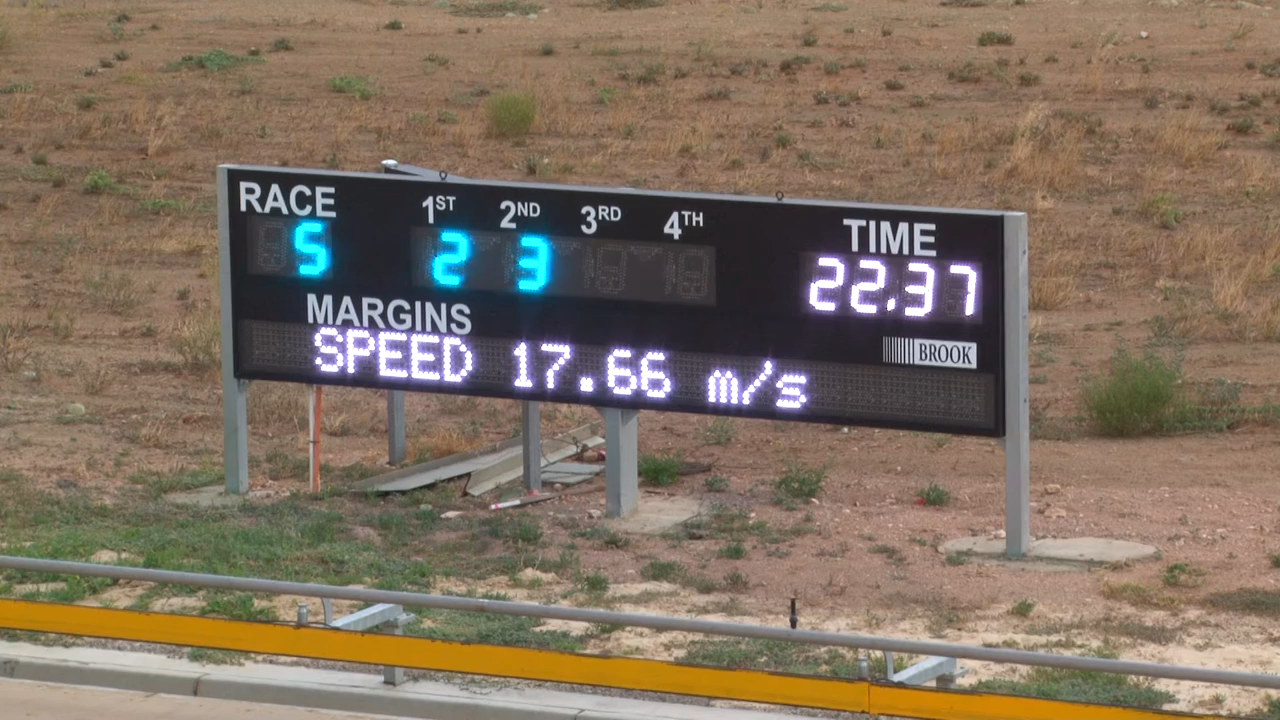 RACE 1ST 2ND 3RD 4TH TIME
5 2 3 22.37
MARGINS
BROOK
SPEED 17.66 m/s